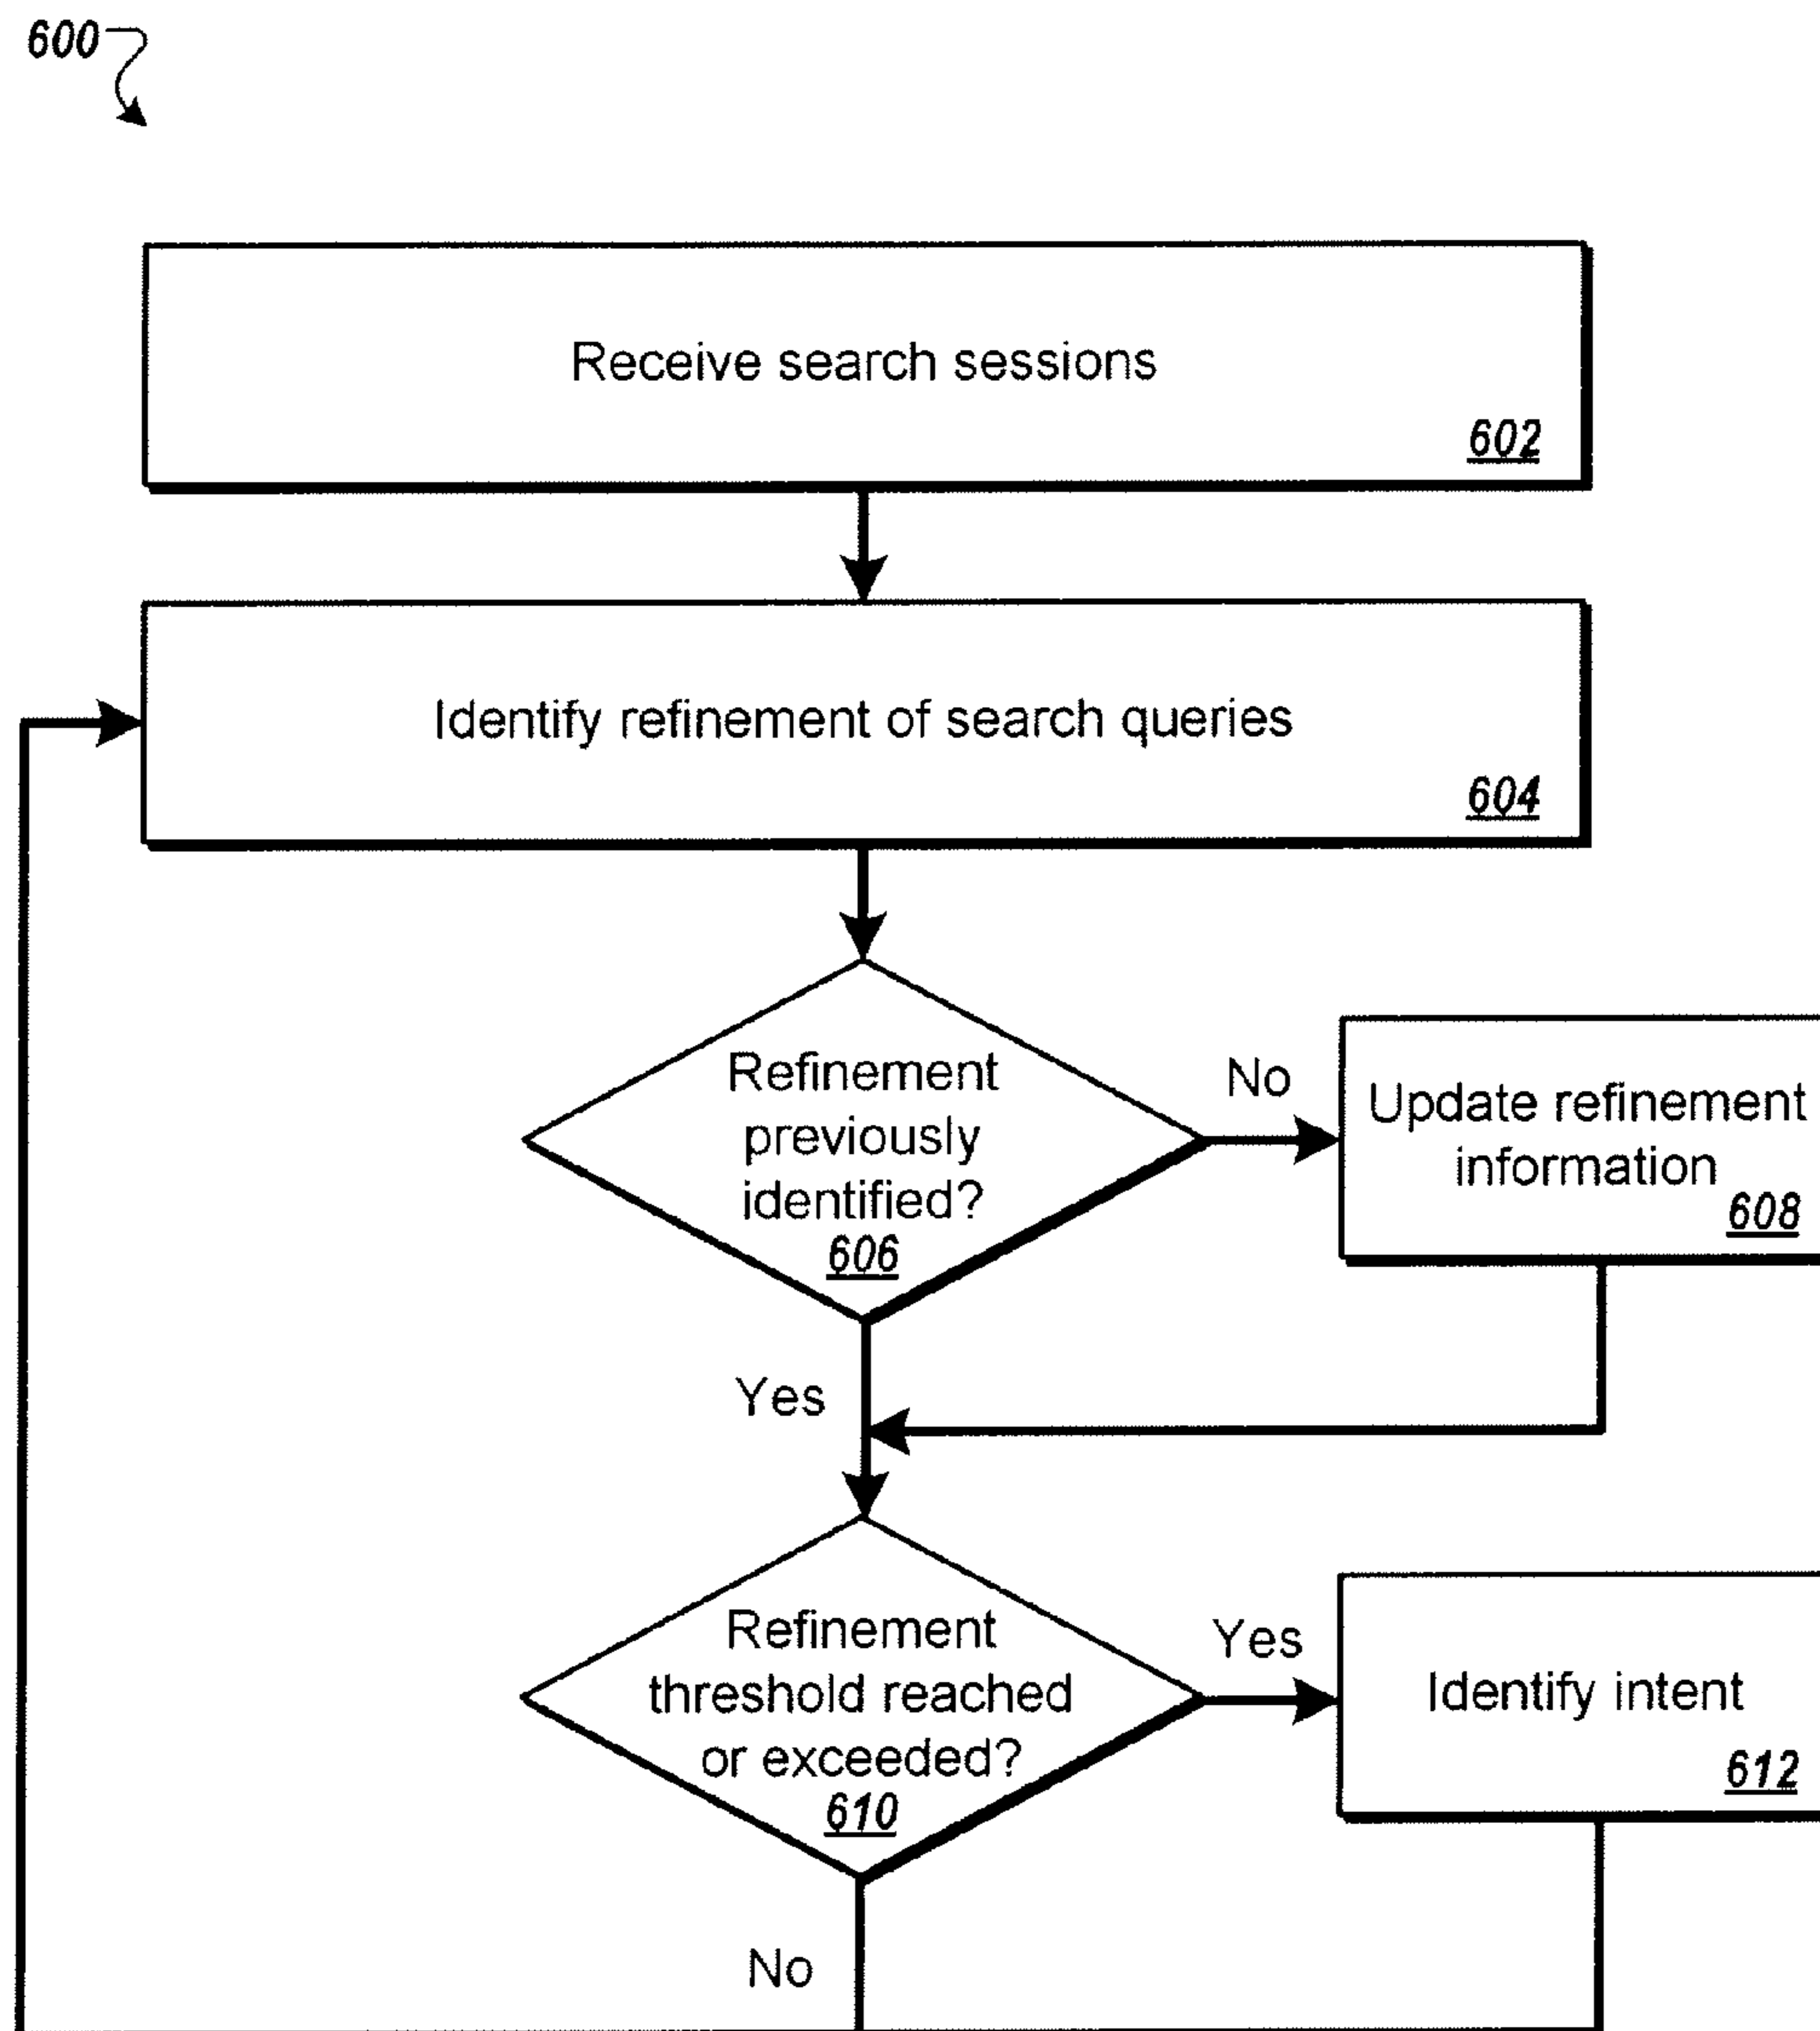 600
Receive search sessions
602
Identify refinement of search queries
604
Refinement
previously
identified?
606
No
Update refinement
information
608
Yes
Refinement
threshold reached
or exceeded?
610
Yes
Identify intent
612
No